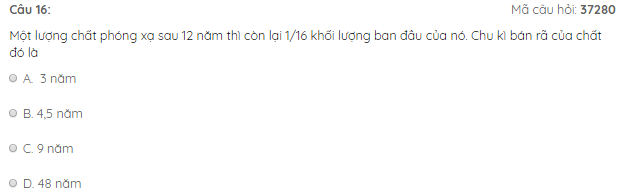 Câu 16: Mã câu hỏi: 37280
Một lượng chất phóng xạ sau 12 năm thì còn lại 1/16 khối lượng ban đầu của nó. Chu kì bán rã của chất
đó là
A. 3 năm
B. 4,5 năm
C. 9 năm
D. 48 năm